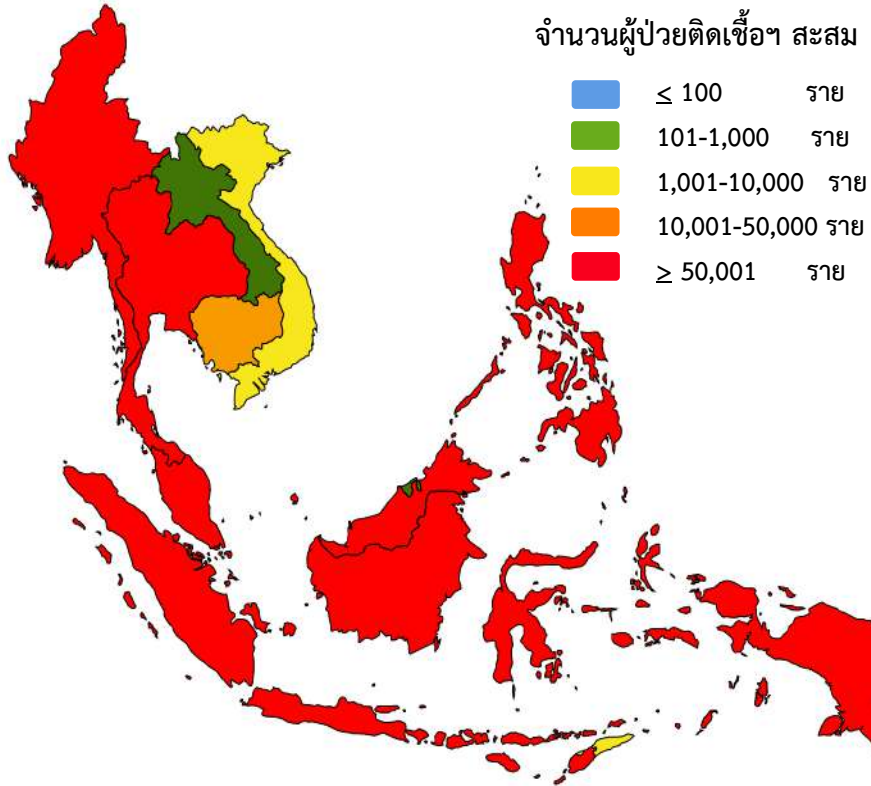 จำนวนผู้ป่วยติดเชื้อฯ สะสม
≤ 100 ราย
101-1,000 ราย
1,001-10,000 ราย
10,001-50,000 ราย
≥ 50,001 ราย